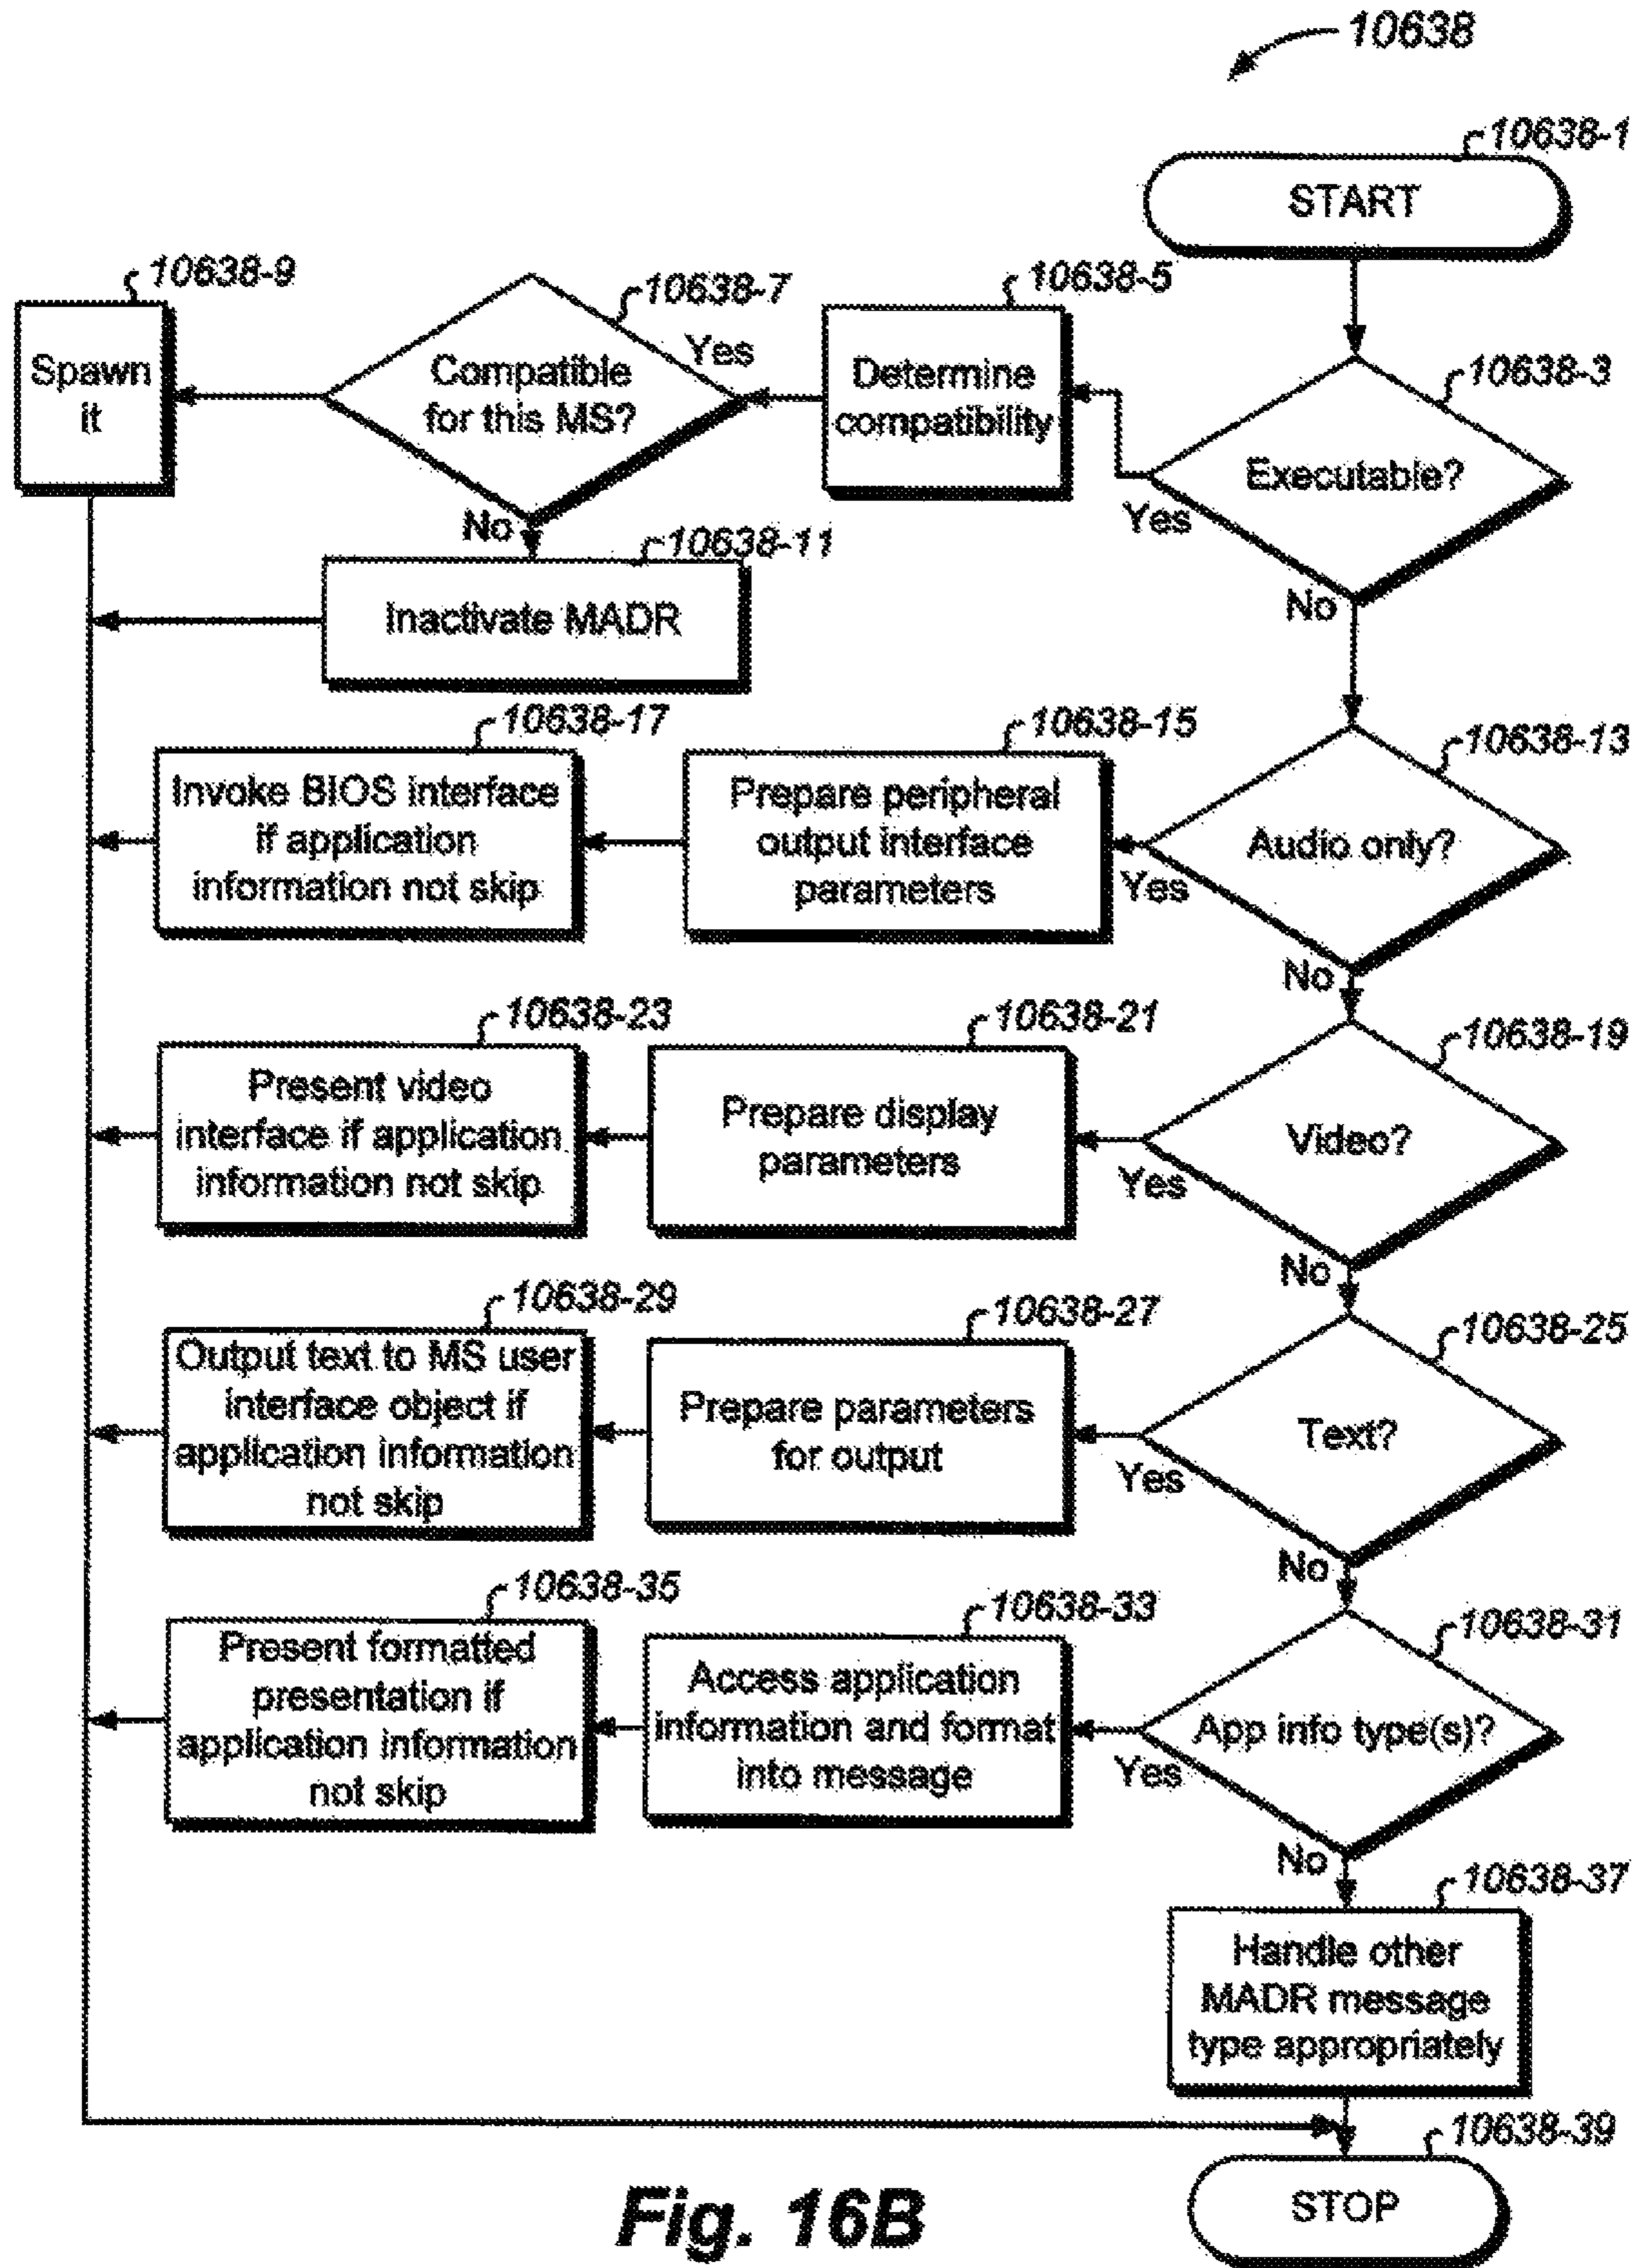 10638
10638-1
START
10638-9
10638-7
10638-5
10638-3
Spawn
it
Compatible
for this MS?
Yes
No
Determine
compatibility
Executable?
Yes
No
10638-11
Inactivate MADR
10638-17
10638-15
10638-13
Invoke BIOS interface
if application
information not skip
Prepare peripheral
output interface
parameters
Audio only?
Yes
No
10638-23
10638-21
10638-19
Present video
interface if application
information not skip
Prepare display
parameters
Video?
Yes
No
10638-29
10638-27
10638-25
Output text to MS user
interface object if
application information
not skip
Prepare parameters
for output
Text?
Yes
No
10638-35
10638-33
10638-31
Present formatted
presentation if
application information
not skip
Access application
information and format
into message
App info type(s)?
Yes
No
10638-37
Handle other
MADR message
type appropriately
10638-39
STOP
Fig. 16B